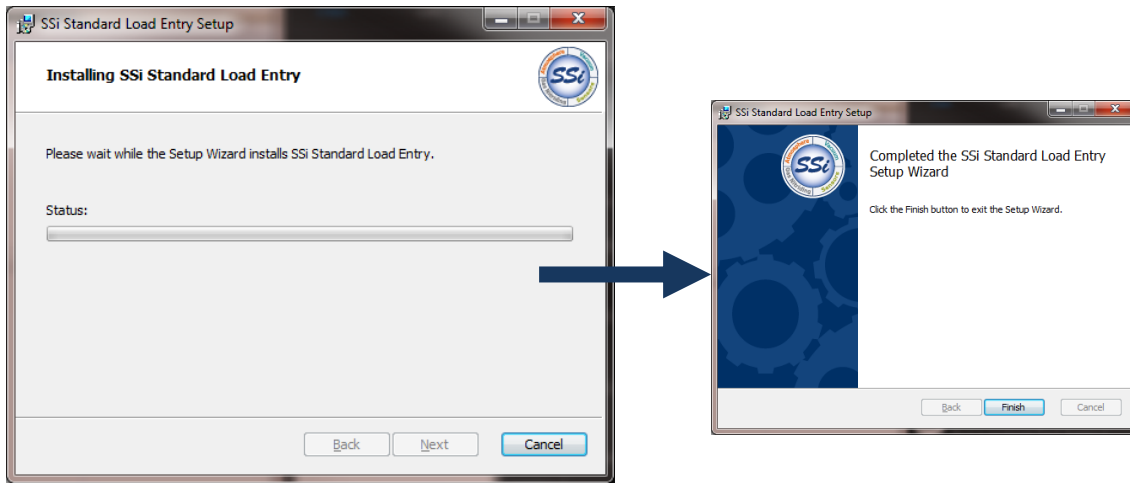 SSi Standard Load Entry Setup
Installing SSi Standard Load Entry
SSi
Please wait while the Setup Wizard installs SSi Standard Load Entry.
Status:
Back
Next
Cancel
SSi Standard Load Entry Setup
SSi
Completed the SSi Standard Load Entry
Setup Wizard
Click the Finish button to exit the Setup Wizard.
Back
Finish
Cancel